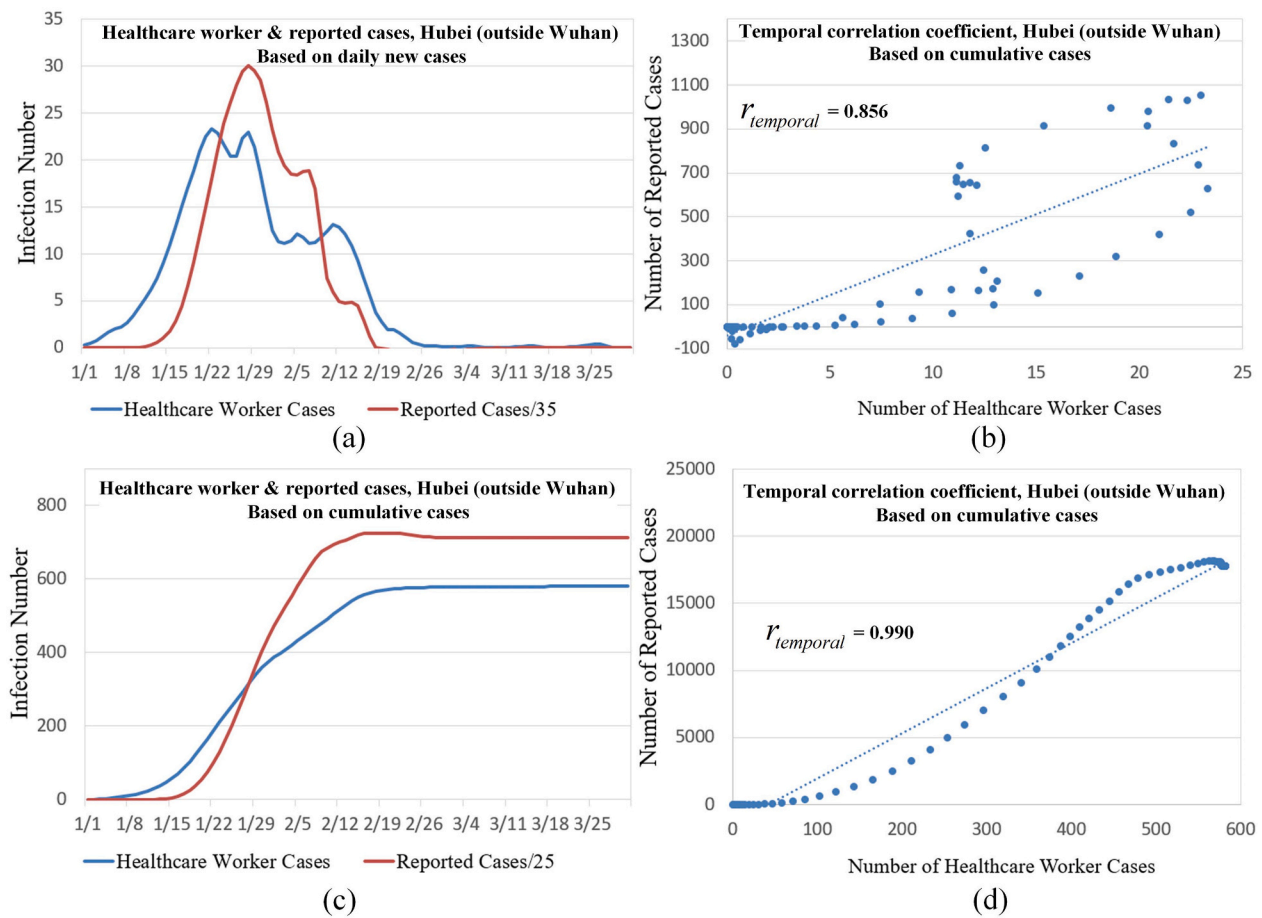 Healthcare worker & reported cases, Hubei (outside Wuhan)
Based on daily new cases
Infection Number
35
30
25
20
15
10
5
0
1/1 1/8 1/15 1/22 1/29 2/5 2/12 2/19 2/26 3/4 3/11 3/18 3/25
Healthcare Worker Cases Reported Cases/35
(a)
Temporal correlation coefficient, Hubei (outside Wuhan)
Based on cumulative cases
r temporal = 0.856
Number of Reported Cases
1300
1100
900
700
500
300
100
-100
0 5 10 15 20 25
Number of Healthcare Worker Cases
(b)
Healthcare worker & reported cases, Hubei (outside Wuhan)
Based on cumulative cases
Infection Number
800
600
400
200
0
1/1 1/8 1/15 1/22 1/29 2/5 2/12 2/19 2/26 3/4 3/11 3/18 3/25
Healthcare Worker Cases Reported Cases/25
(c)
Temporal correlation coefficient, Hubei (outside Wuhan)
Based on cumulative cases
r temporal = 0.990
Number of Reported Cases
25000
20000
15000
10000
5000
0
0 100 200 300 400 500 600
Number of Healthcare Worker Cases
(d)